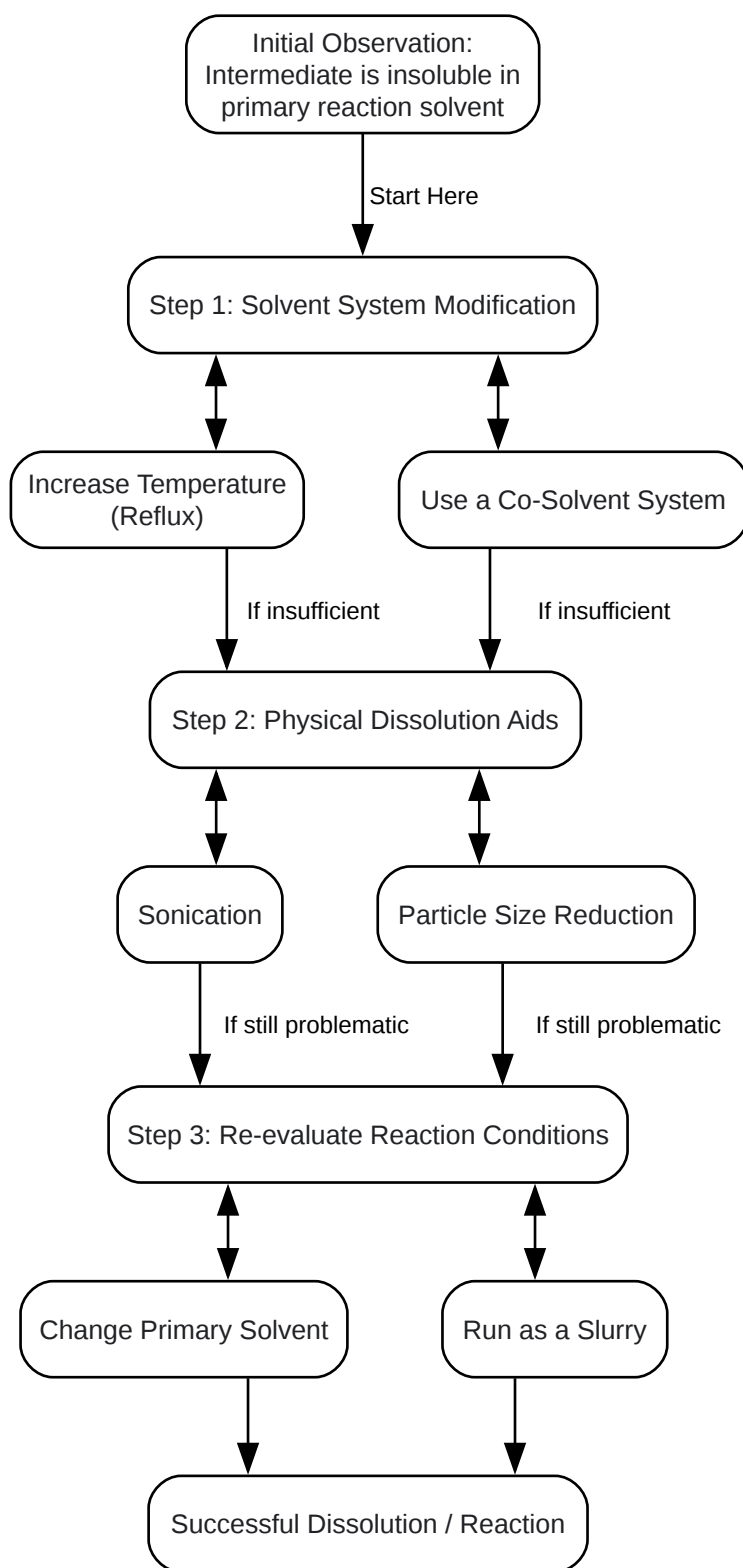 Initial Observation:
Intermediate is insoluble in
primary reaction solvent
Start Here
Step 1: Solvent System Modification
Increase Temperature
(Reflux)
Use a Co-Solvent System
If insufficient
If insufficient
Step 2: Physical Dissolution Aids
Sonication
Particle Size Reduction
If still problematic
If still problematic
Step 3: Re-evaluate Reaction Conditions
Change Primary Solvent
Run as a Slurry
Successful Dissolution / Reaction